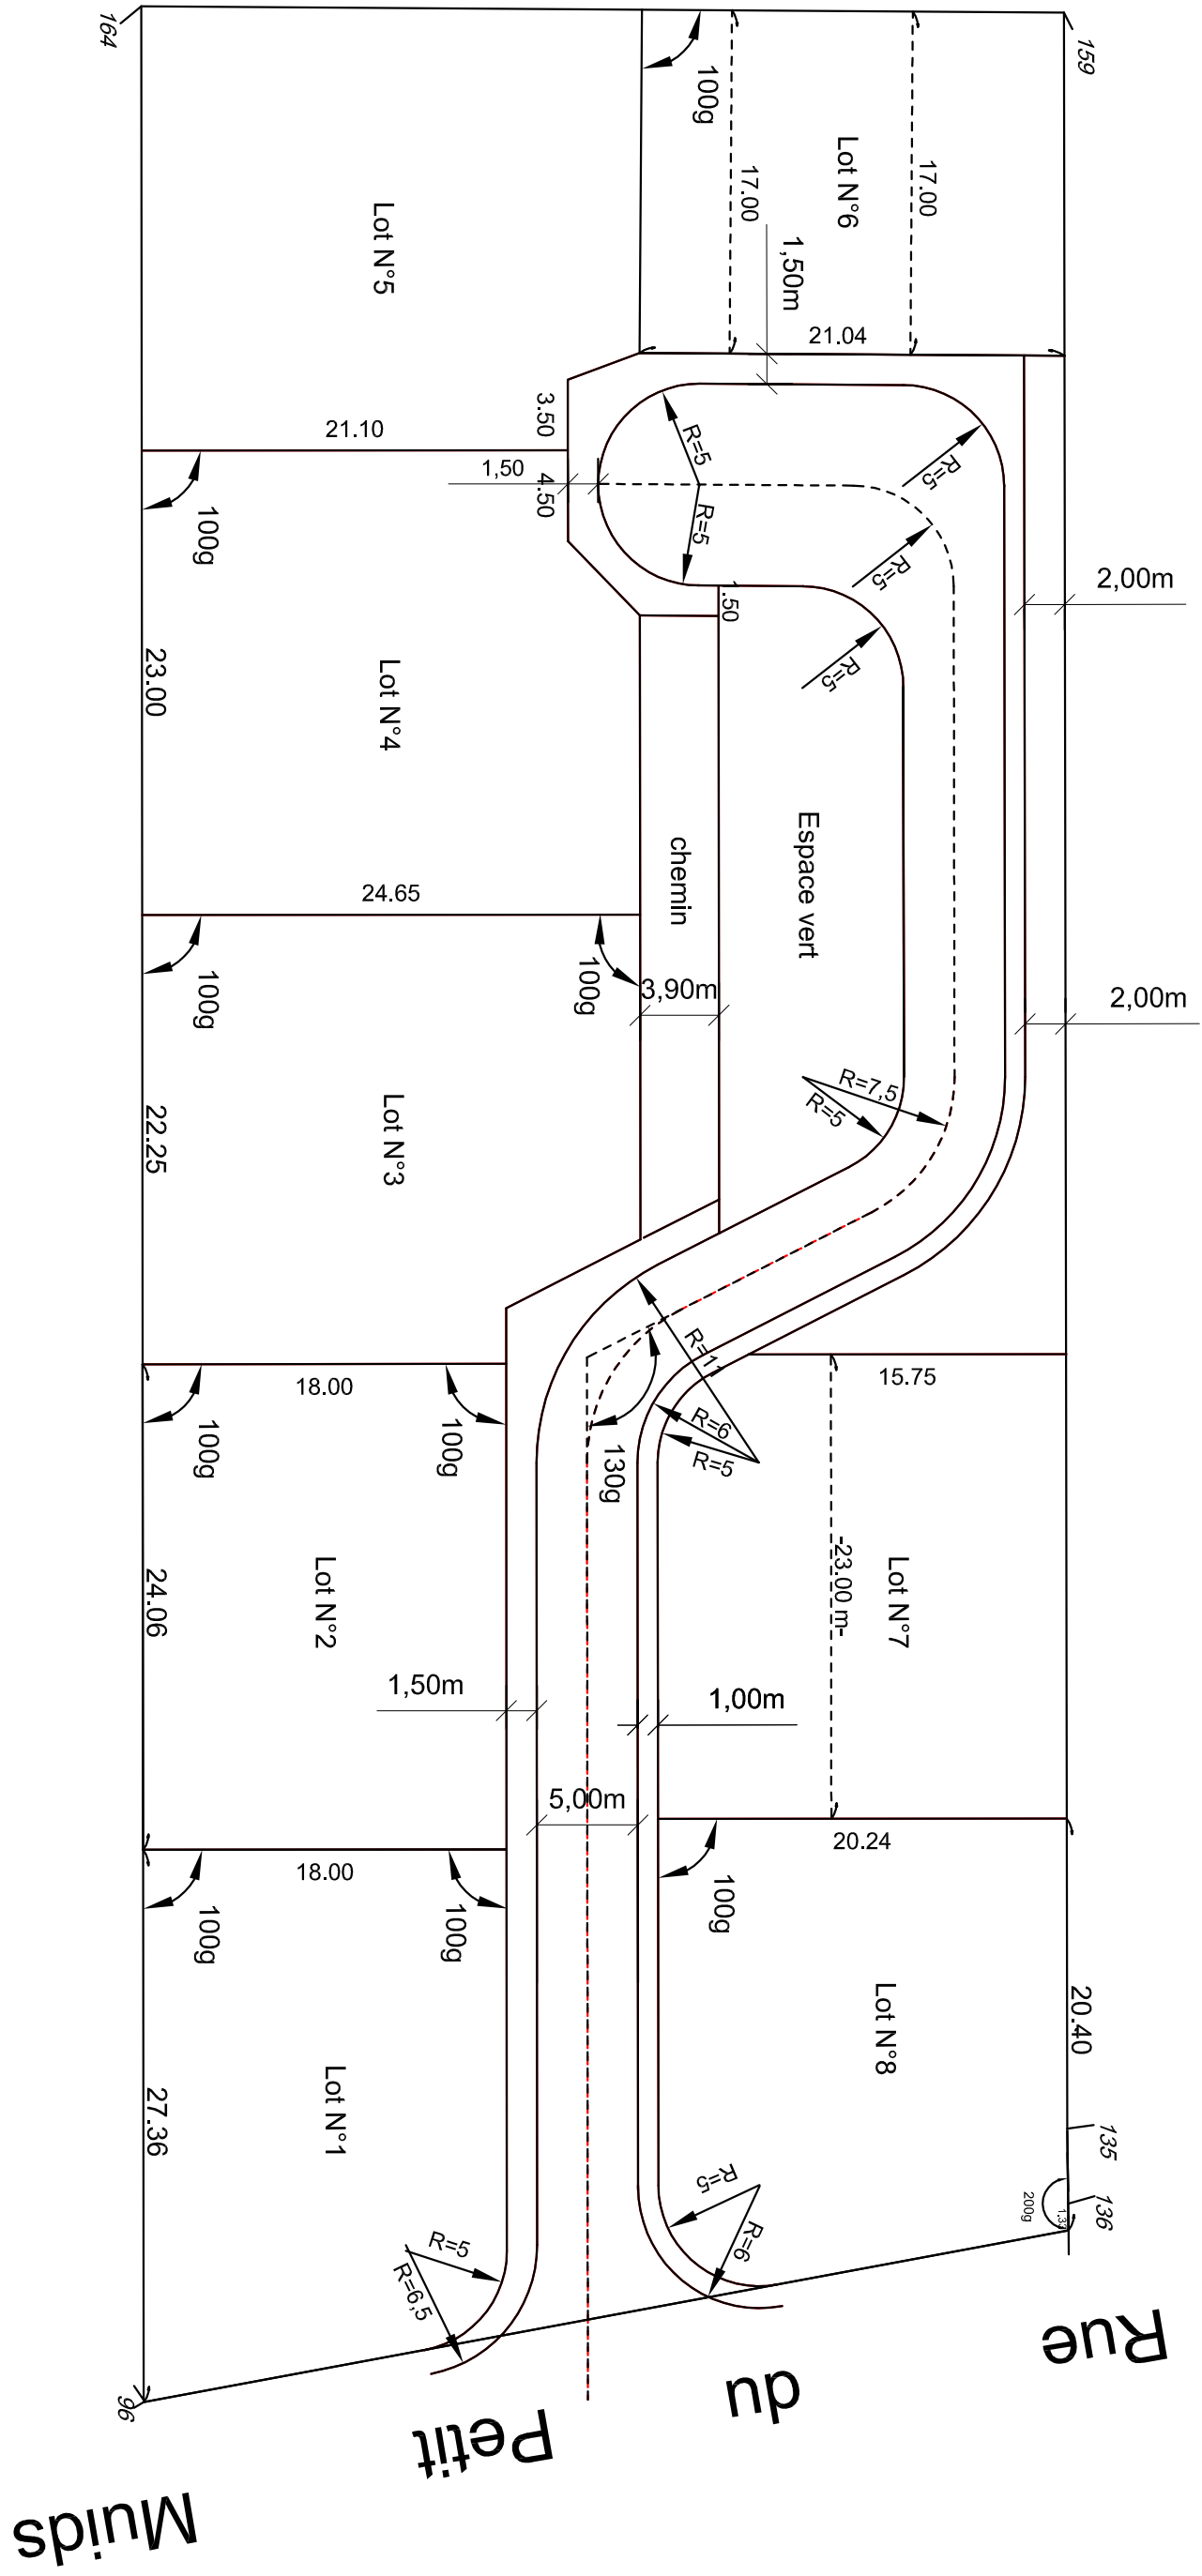 164
159
100g
17.00
17.00
Lot N°6
1,50m
Lot N°5
21.04
3.50
21.10
1,50
4.50
R=5
R=5
R=5
R=5
R=5
100g
.50
2,00m
23.00
Lot N°4
chemin
Espace vert
24.65
100g
100g
3,90m
2,00m
22.25
Lot N°3
R=7,5
R=5
18.00
15.75
100g
100g
R=11
R=6
R=5
130g
24.06
Lot N°2
-23.00 m-
Lot N°7
1,50m
1,00m
5,00m
18.00
20.24
100g
100g
100g
27.36
Lot N°1
Lot N°8
20.40
135
136
200g
R=5
R=6
R=5
R=6,5
96
Rue
du
Petit
Muids